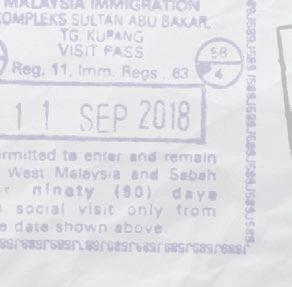 MALAYSIA IMMIGRATION
KOMPLEKS SULTAN ABU BAKAR,
TG. KUPANG
VISIT PASS
Reg. 11, Imm. Regs. 63
58
4
11 SEP 2018
ermitted to enter and remain
West Malaysia and Sabah
r ninety (90) days
social visit only from
e date shown above.